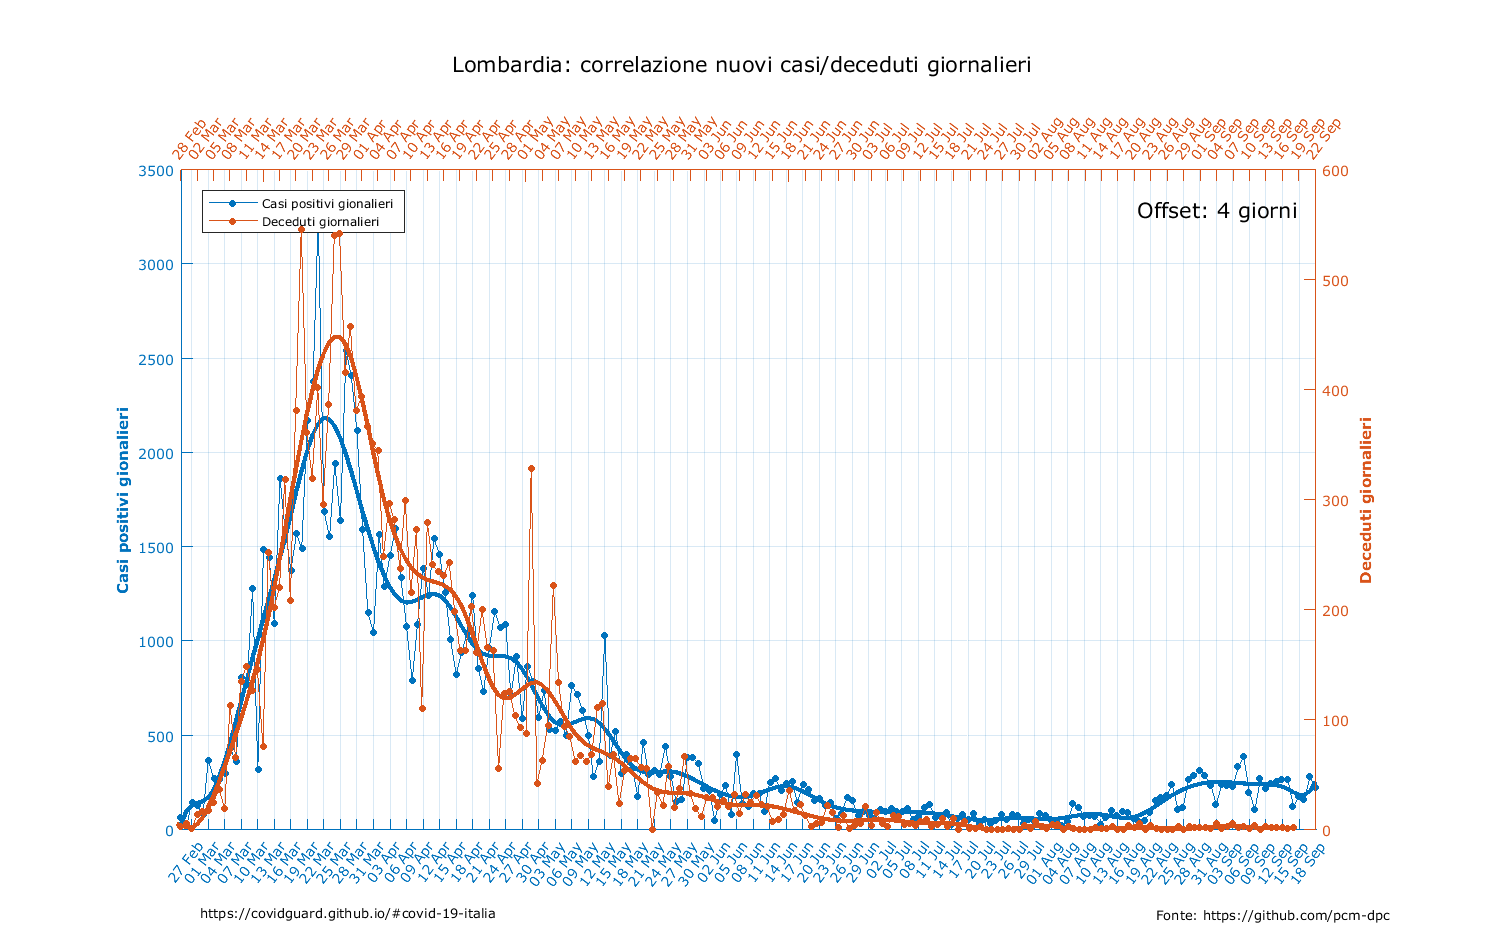 Lombardia: correlazione nuovi casi/deceduti giornalieri
28 Feb
02 Mar
05 Mar
08 Mar
11 Mar
14 Mar
17 Mar
20 Mar
23 Mar
26 Mar
29 Mar
01 Apr
04 Apr
07 Apr
10 Apr
13 Apr
16 Apr
19 Apr
22 Apr
25 Apr
28 Apr
01 May
04 May
07 May
10 May
13 May
16 May
19 May
22 May
25 May
28 May
31 May
03 Jun
06 Jun
09 Jun
12 Jun
15 Jun
18 Jun
21 Jun
24 Jun
27 Jun
30 Jun
03 Jul
06 Jul
09 Jul
12 Jul
15 Jul
18 Jul
21 Jul
24 Jul
27 Jul
30 Jul
02 Aug
05 Aug
08 Aug
11 Aug
14 Aug
17 Aug
20 Aug
23 Aug
26 Aug
29 Aug
01 Sep
04 Sep
07 Sep
10 Sep
13 Sep
16 Sep
19 Sep
22 Sep
3500
3000
2500
2000
1500
1000
500
0
Casi positivi gionalieri
Casi positivi gionalieri
Deceduti giornalieri
Offset: 4 giorni
600
500
400
300
200
100
0
Deceduti giornalieri
27 Feb
01 Mar
04 Mar
07 Mar
10 Mar
13 Mar
16 Mar
19 Mar
22 Mar
25 Mar
28 Mar
31 Mar
03 Apr
06 Apr
09 Apr
12 Apr
15 Apr
18 Apr
21 Apr
24 Apr
27 Apr
30 Apr
03 May
06 May
09 May
12 May
15 May
18 May
21 May
24 May
27 May
30 May
02 Jun
05 Jun
08 Jun
11 Jun
14 Jun
17 Jun
20 Jun
23 Jun
26 Jun
29 Jun
02 Jul
05 Jul
08 Jul
11 Jul
14 Jul
17 Jul
20 Jul
23 Jul
26 Jul
29 Jul
01 Aug
04 Aug
07 Aug
10 Aug
13 Aug
16 Aug
19 Aug
22 Aug
25 Aug
28 Aug
31 Aug
03 Sep
06 Sep
09 Sep
12 Sep
15 Sep
18 Sep
https://covidguard.github.io/#covid-19-italia
Fonte: https://github.com/pcm-dpc